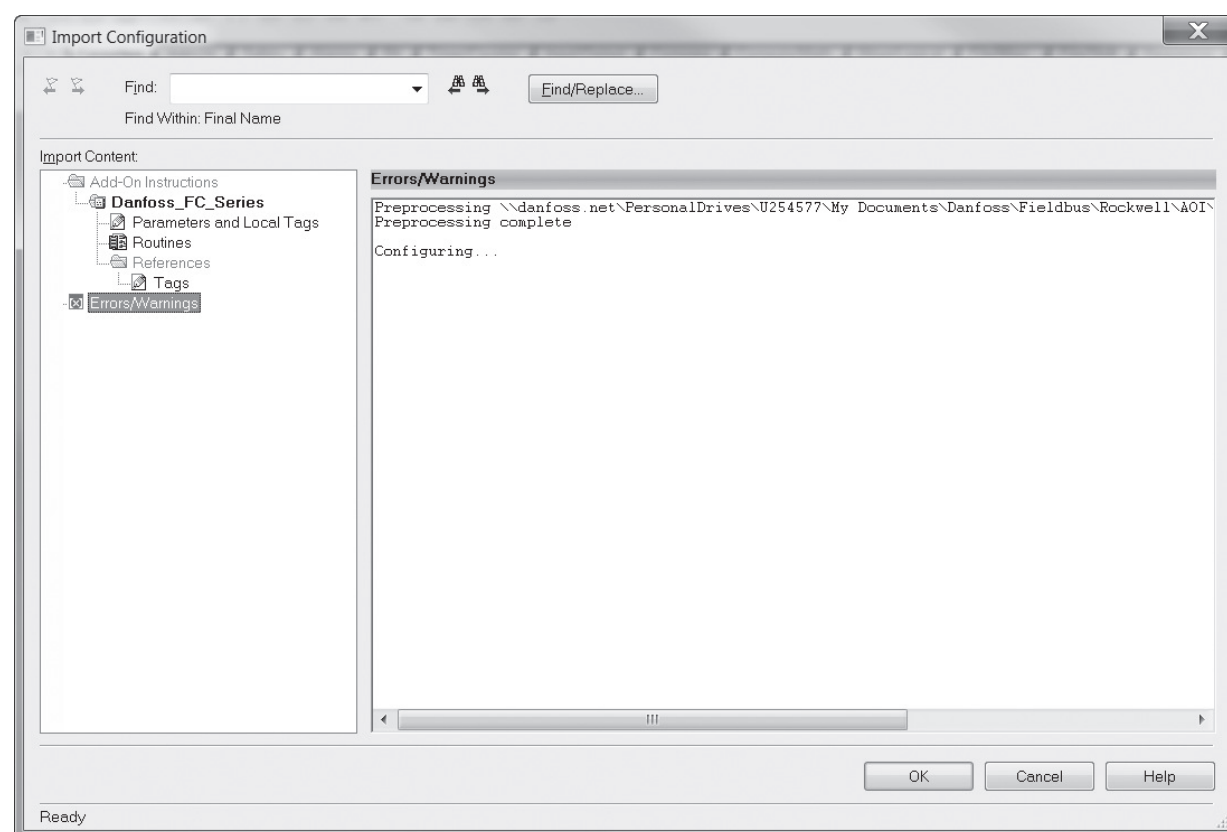 Import Configuration
Find:
Find/Replace...
Find Within: Final Name
Import Content:
Add-On Instructions
Danfoss_FC_Series
Parameters and Local Tags
Routines
References
Tags
Errors/Warnings
Errors/Warnings
Preprocessing \\danfoss.net\PersonalDrives\U254577\My Documents\Danfoss\Fieldbus\Rockwell\AOI\
Preprocessing complete
Configuring...
OK
Cancel
Help
Ready